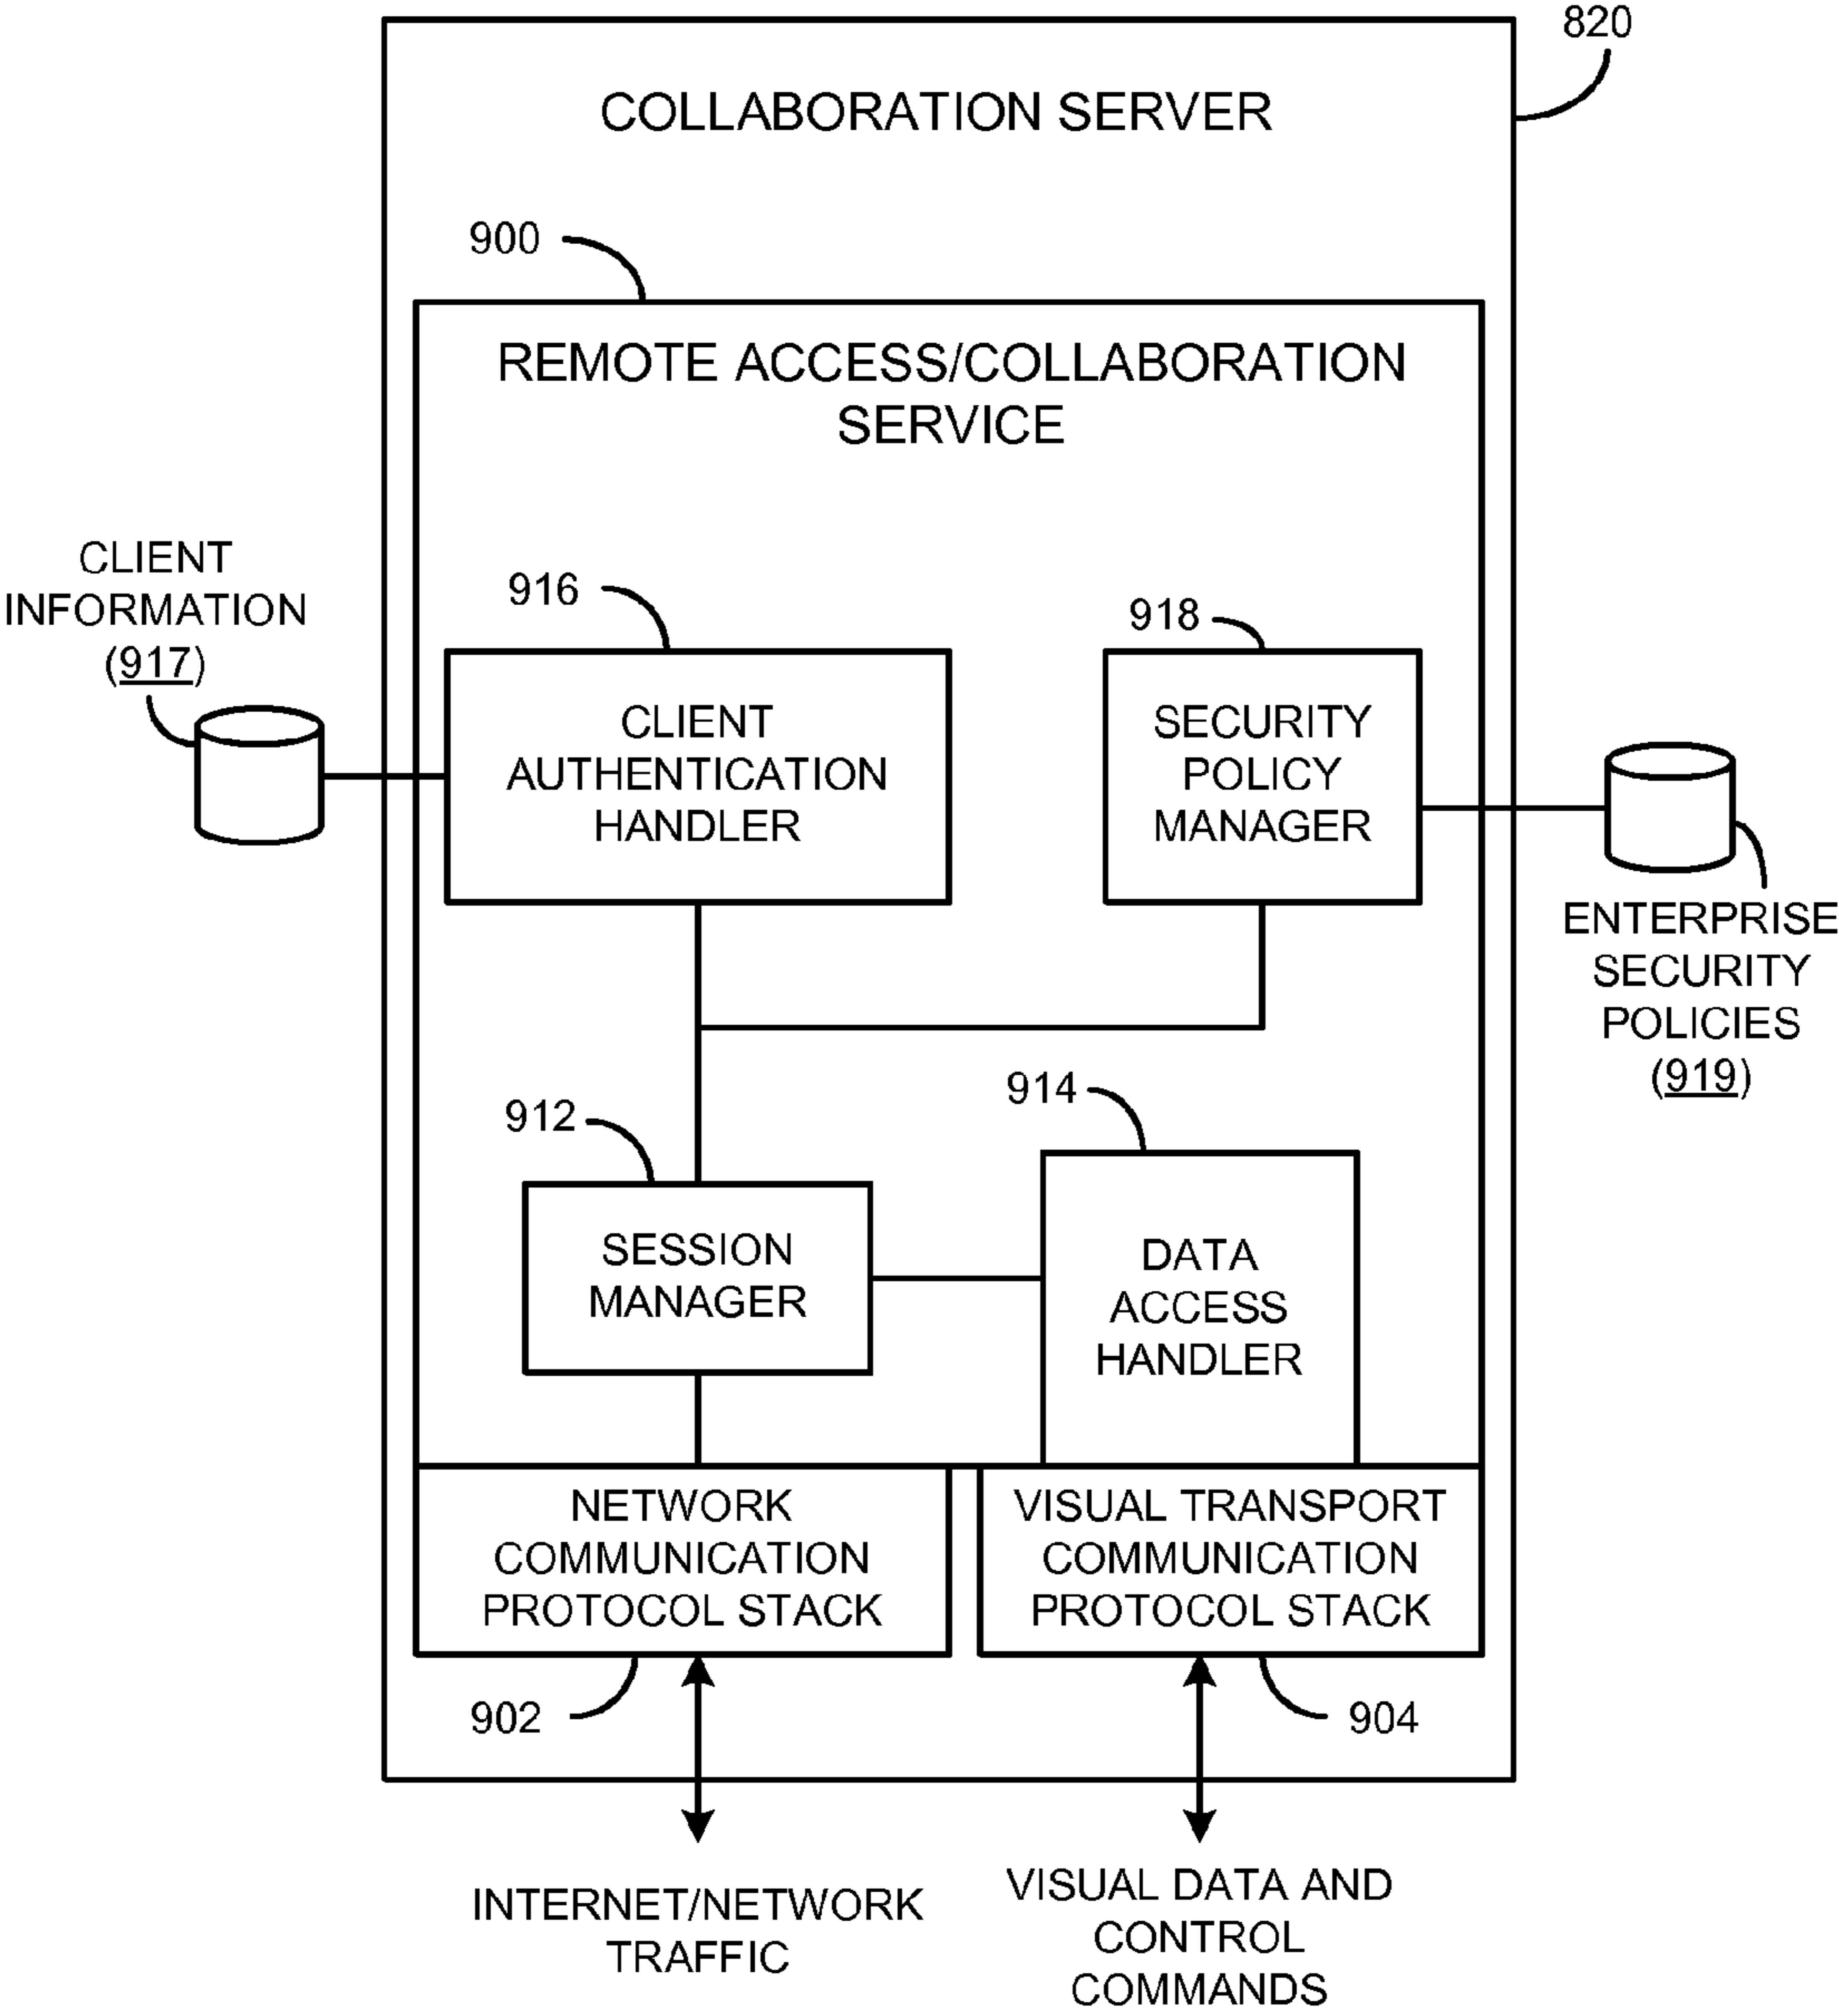 820
COLLABORATION SERVER
900
REMOTE ACCESS/COLLABORATION
SERVICE
CLIENT
INFORMATION
(917)
916
918
CLIENT
AUTHENTICATION
HANDLER
SECURITY
POLICY
MANAGER
ENTERPRISE
SECURITY
POLICIES
(919)
912
914
SESSION
MANAGER
DATA
ACCESS
HANDLER
NETWORK
COMMUNICATION
PROTOCOL STACK
VISUAL TRANSPORT
COMMUNICATION
PROTOCOL STACK
902
904
INTERNET/NETWORK
TRAFFIC
VISUAL DATA AND
CONTROL
COMMANDS